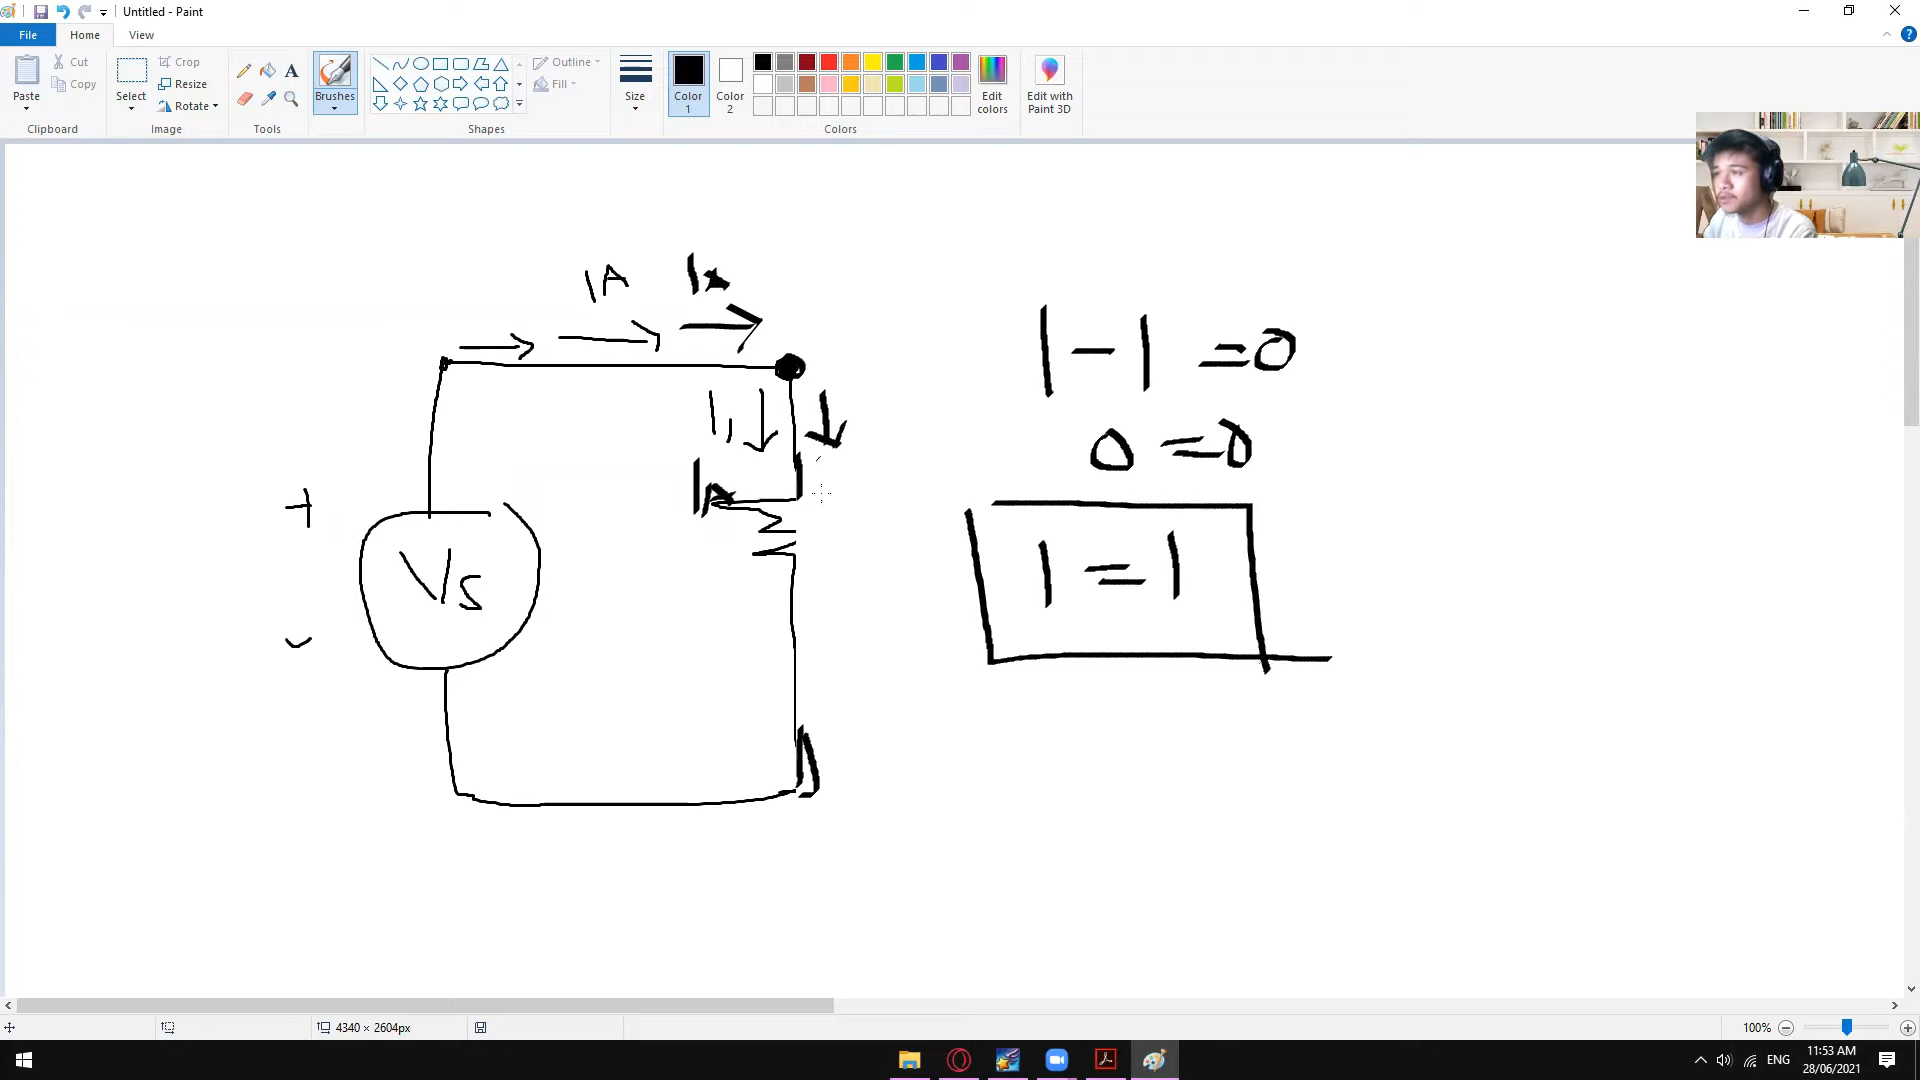 Untitled - Paint
File Home View
Paste
Cut
Copy
Clipboard
Select
Crop
Resize
Rotate
Image
A
Tools
Brushes
Outline
Fill
Shapes
Size
Color 1
Color 2
Edit colors
Colors
Edit with Paint 3D
1A
+
Vs
1A
1 - 1 = 0
0 = 0
1 = 1
4340 × 2604px
100%
ENG
11:53 AM
28/06/2021